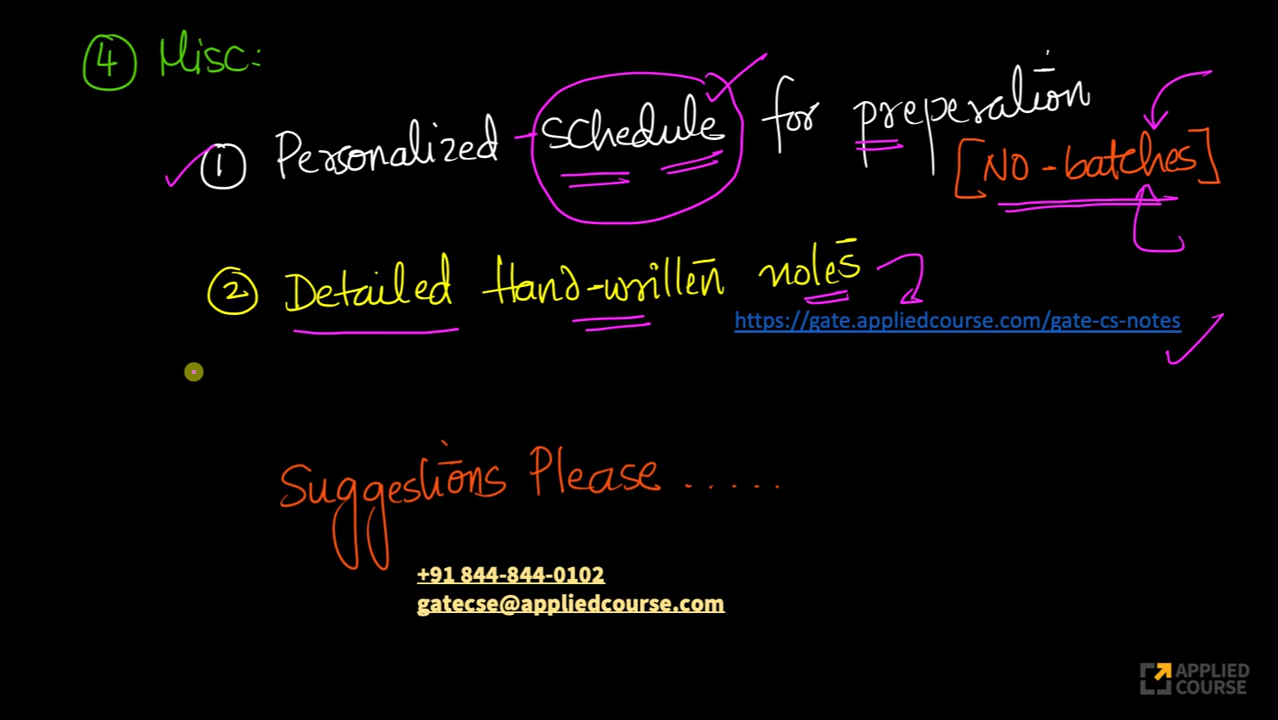 ④ Misc:
① Personalized - schedule for preperation
[NO-batches]
② Detailed Hand-written notes
https://gate.appliedcourse.com/gate-cs-notes
Suggestions Please .....
+91 844-844-0102
gatecse@appliedcourse.com
APPLIED
COURSE